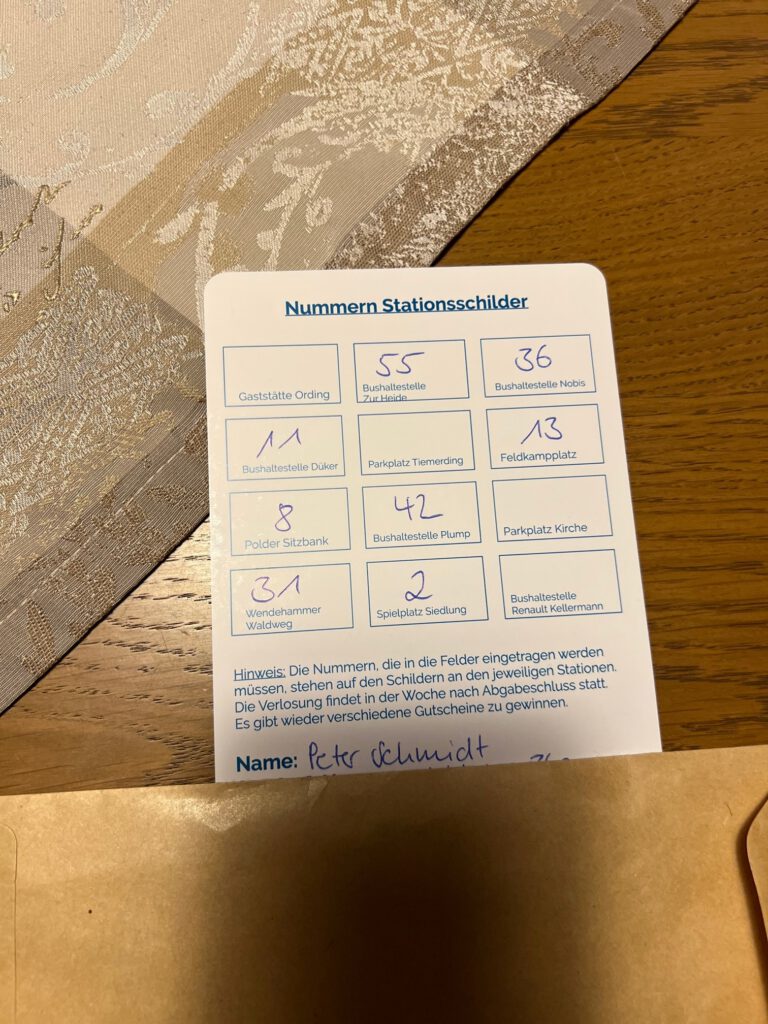 Nummern Stationsschilder
Gaststätte Ording
55
Bushaltestelle
Zur Heide
36
Bushaltestelle Nobis
11
Bushaltestelle Düker
Parkplatz Tiemerding
13
Feldkampplatz
8
Polder Sitzbank
42
Bushaltestelle Plump
Parkplatz Kirche
31
Wendehammer
Waldweg
2
Spielplatz Siedlung
Bushaltestelle
Renault Kellermann
Hinweis: Die Nummern, die in die Felder eingetragen werden
müssen, stehen auf den Schildern an den jeweiligen Stationen.
Die Verlosung findet in der Woche nach Abgabeschluss statt.
Es gibt wieder verschiedene Gutscheine zu gewinnen.
Name: Peter Schmidt